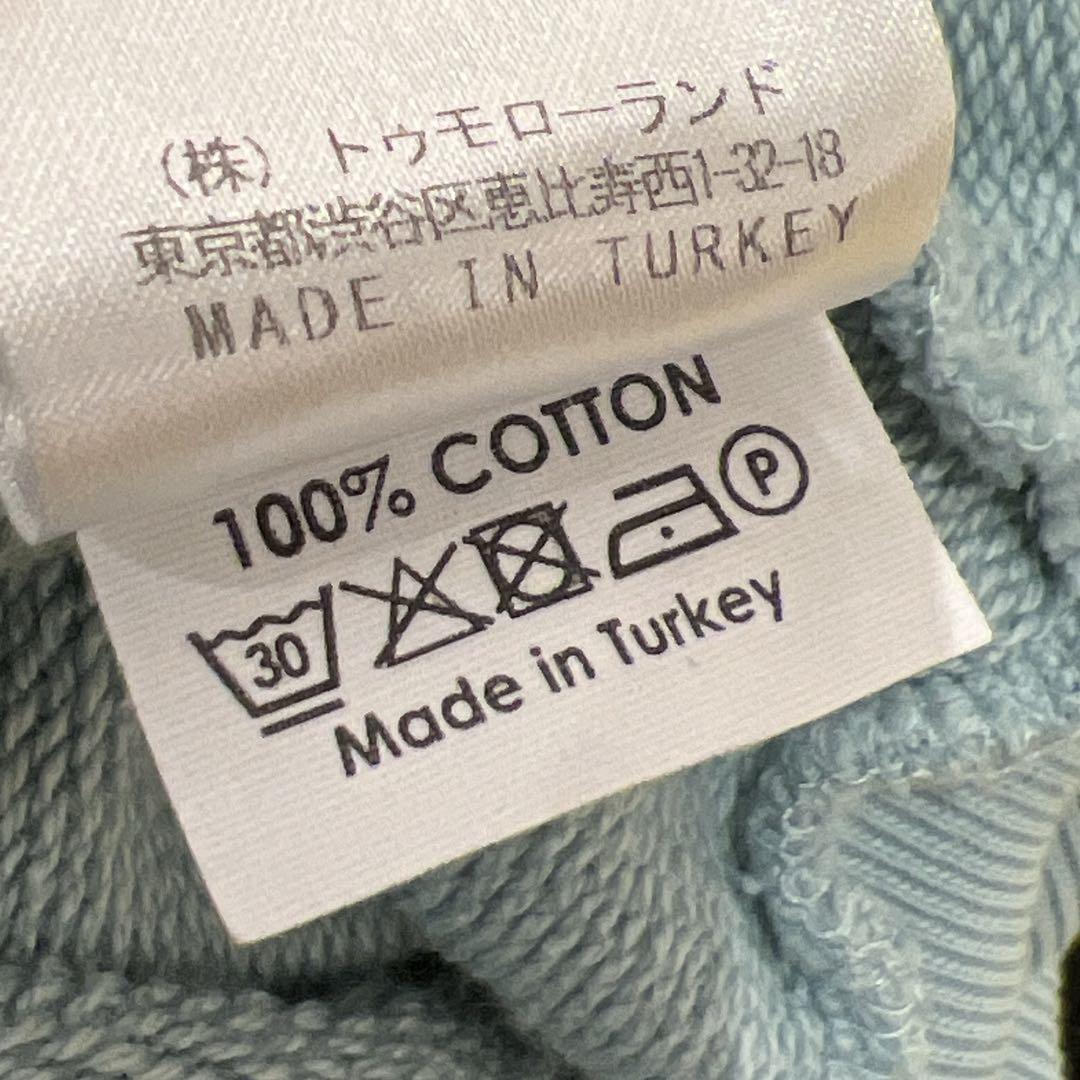 (株) トゥモローランド
東京都渋谷区恵比寿西1-32-18
MADE IN TURKEY
100% COTTON
30 P
Made in Turkey